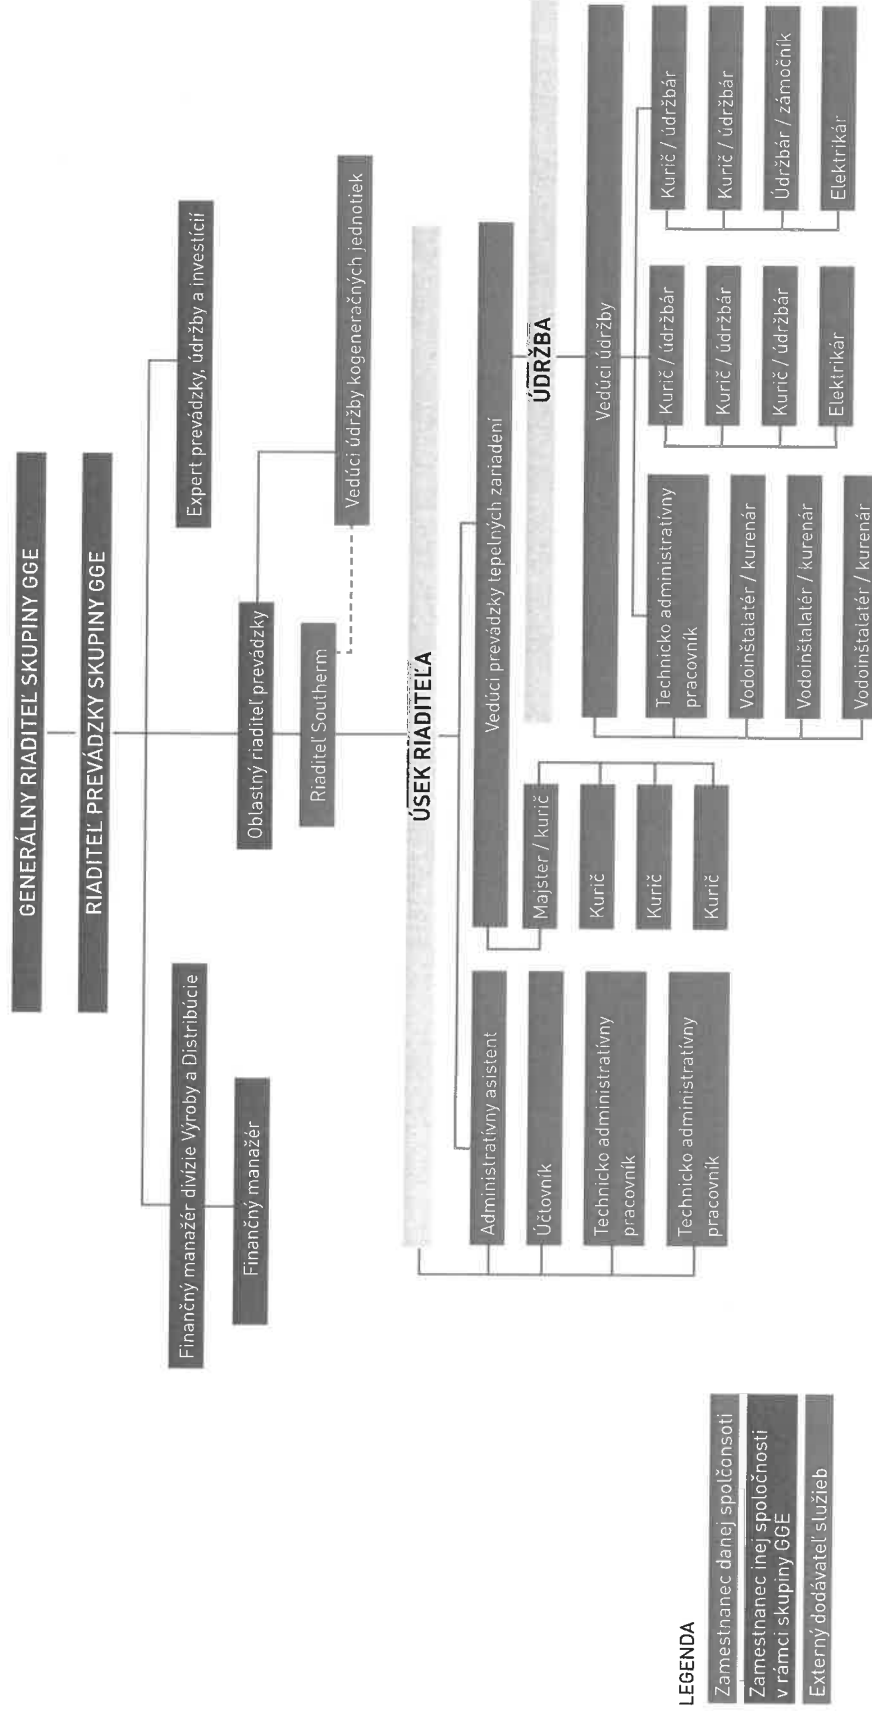 GENERÁLNY RIADITEĽ SKUPINY GGE
RIADITEĽ PREVÁDZKY SKUPINY GGE
Finančný manažér divízie Výroby a Distribúcie
Finančný manažér
Oblastný riaditeľ prevádzky
Riaditeľ Southerm
Expert prevádzky, údržby a investícií
Vedúci údržby kogeneračných jednotiek
ÚSEK RIADITEĽA
Administratívny asistent
Účtovník
Technicko administratívny
pracovník
Technicko administratívny
pracovník
Vedúci prevádzky tepelných zariadení
Majster / kurič
Kurič
Kurič
Kurič
ÚDRŽBA
Vedúci údržby
Technicko administratívny
pracovník
Vodoinštalatér / kurenár
Vodoinštalatér / kurenár
Vodoinštalatér / kurenár
Kurič / údržbár
Kurič / údržbár
Kurič / údržbár
Elektrikár
Kurič / údržbár
Kurič / údržbár
Údržbár / zámočník
Elektrikár
LEGENDA
Zamestnanec danej spolčonsoti
Zamestnanec inej spoločnosti
v rámci skupiny GGE
Externý dodávateľ služieb